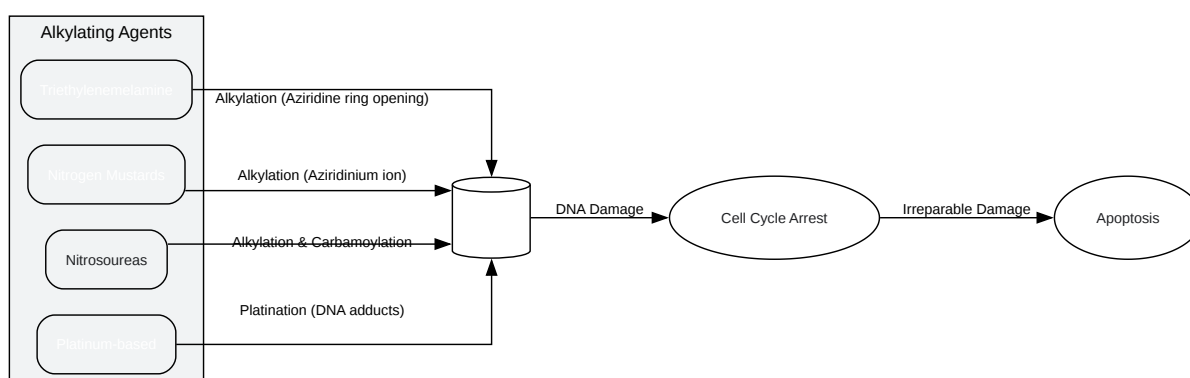 Alkylating Agents
Triethylenemelamine
Alkylation (Aziridine ring opening)
Nitrogen Mustards
Alkylation (Aziridinium ion)
Nitrosoureas
Alkylation & Carbamoylation
Platinum-based
Platination (DNA adducts)
DNA Damage
Cell Cycle Arrest
Irreparable Damage
Apoptosis